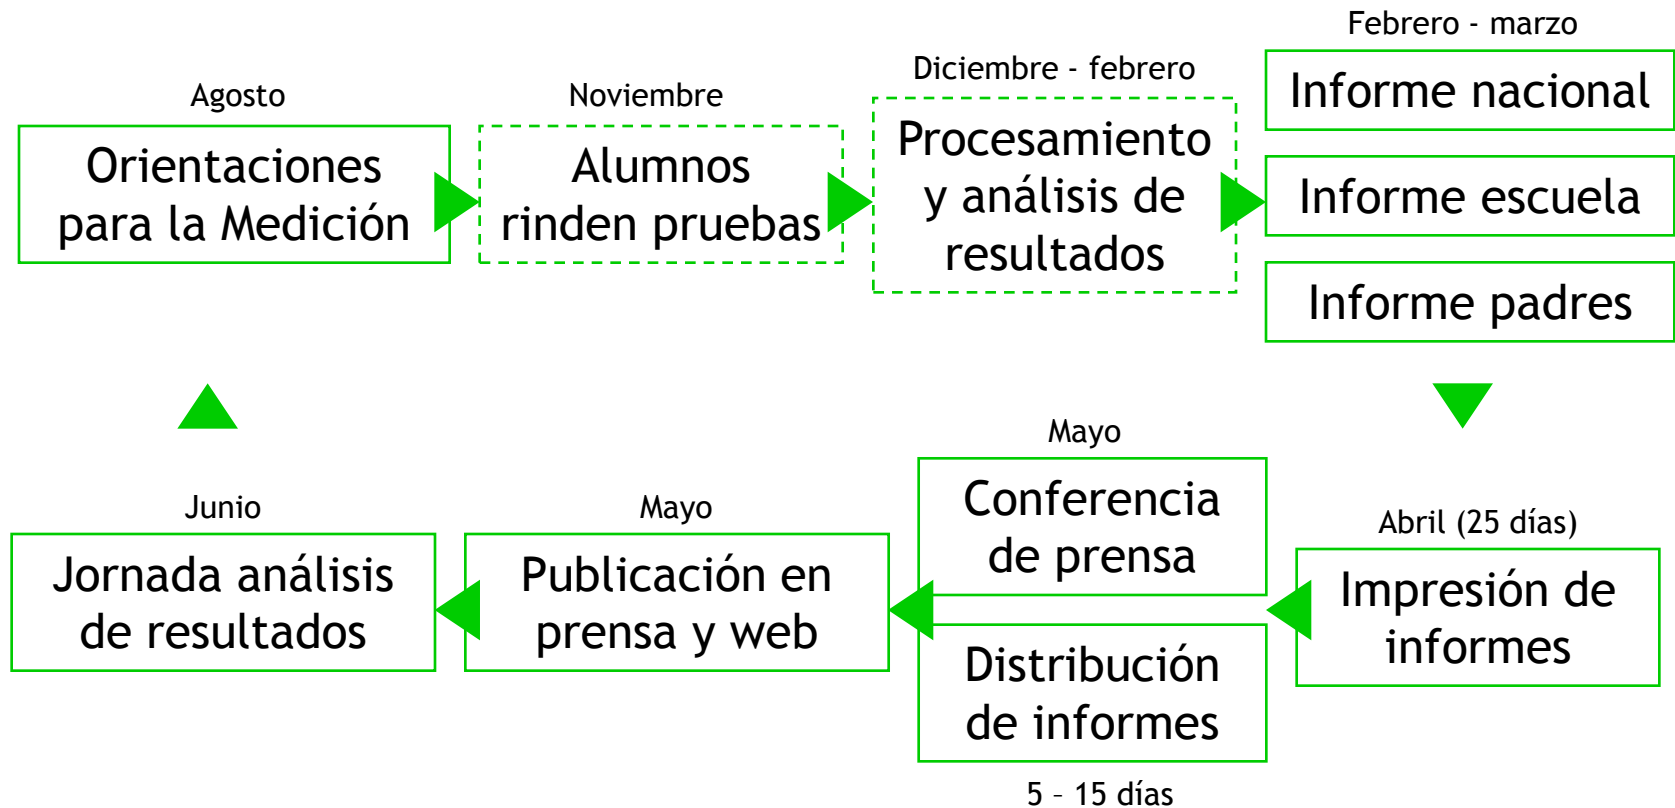 Agosto
Orientaciones
para la Medición
Noviembre
Alumnos
rinden pruebas
Diciembre - febrero
Procesamiento
y análisis de
resultados
Febrero - marzo
Informe nacional
Informe escuela
Informe padres
Abril (25 días)
Impresión de
informes
Mayo
Conferencia
de prensa
Distribución
de informes
5 – 15 días
Mayo
Publicación en
prensa y web
Junio
Jornada análisis
de resultados